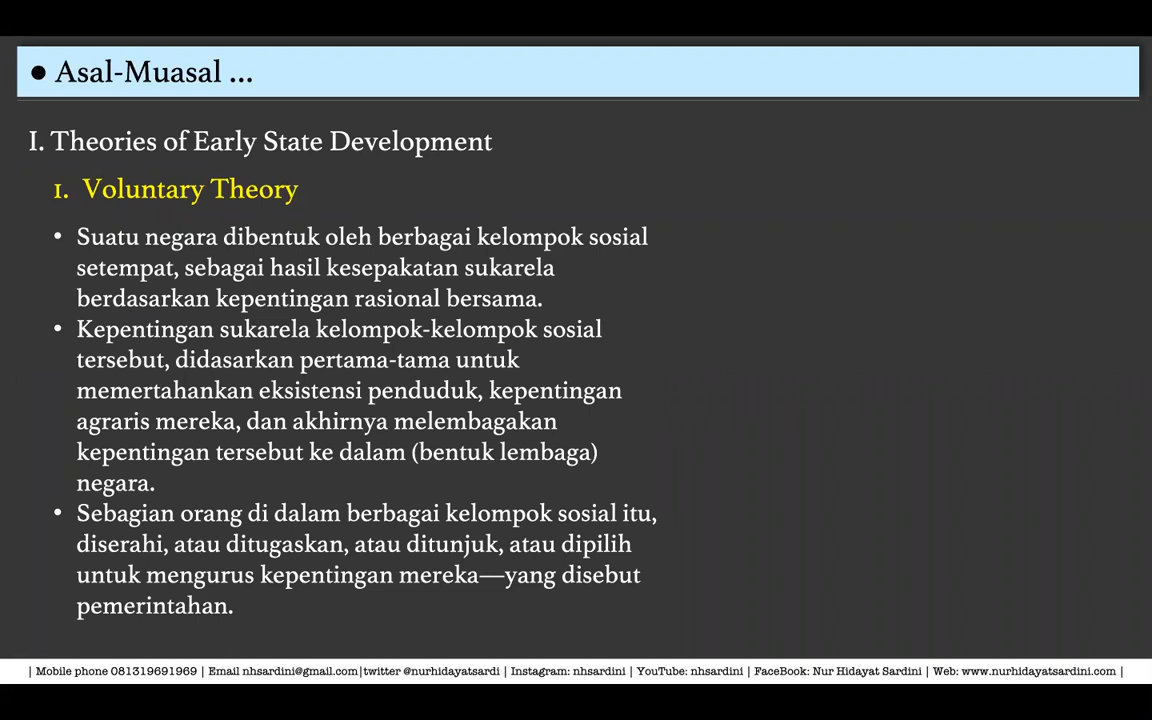 ● Asal-Muasal ...
I. Theories of Early State Development
1. Voluntary Theory
• Suatu negara dibentuk oleh berbagai kelompok sosial
setempat, sebagai hasil kesepakatan sukarela
berdasarkan kepentingan rasional bersama.
• Kepentingan sukarela kelompok-kelompok sosial
tersebut, didasarkan pertama-tama untuk
memertahankan eksistensi penduduk, kepentingan
agraris mereka, dan akhirnya melembagakan
kepentingan tersebut ke dalam (bentuk lembaga)
negara.
• Sebagian orang di dalam berbagai kelompok sosial itu,
diserahi, atau ditugaskan, atau ditunjuk, atau dipilih
untuk mengurus kepentingan mereka—yang disebut
pemerintahan.
| Mobile phone 081319691969 | Email nhsardini@gmail.com|twitter @nurhidayatsardi | Instagram: nhsardini | YouTube: nhsardini | FaceBook: Nur Hidayat Sardini | Web: www.nurhidayatsardini.com |